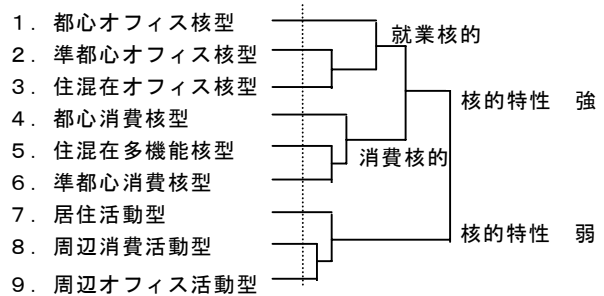 １．都心オフィス核型
２．準都心オフィス核型
３．住混在オフィス核型
４．都心消費核型
５．住混在多機能核型
６．準都心消費核型
７．居住活動型
８．周辺消費活動型
９．周辺オフィス活動型
就業核的
消費核的
核的特性　強
核的特性　弱